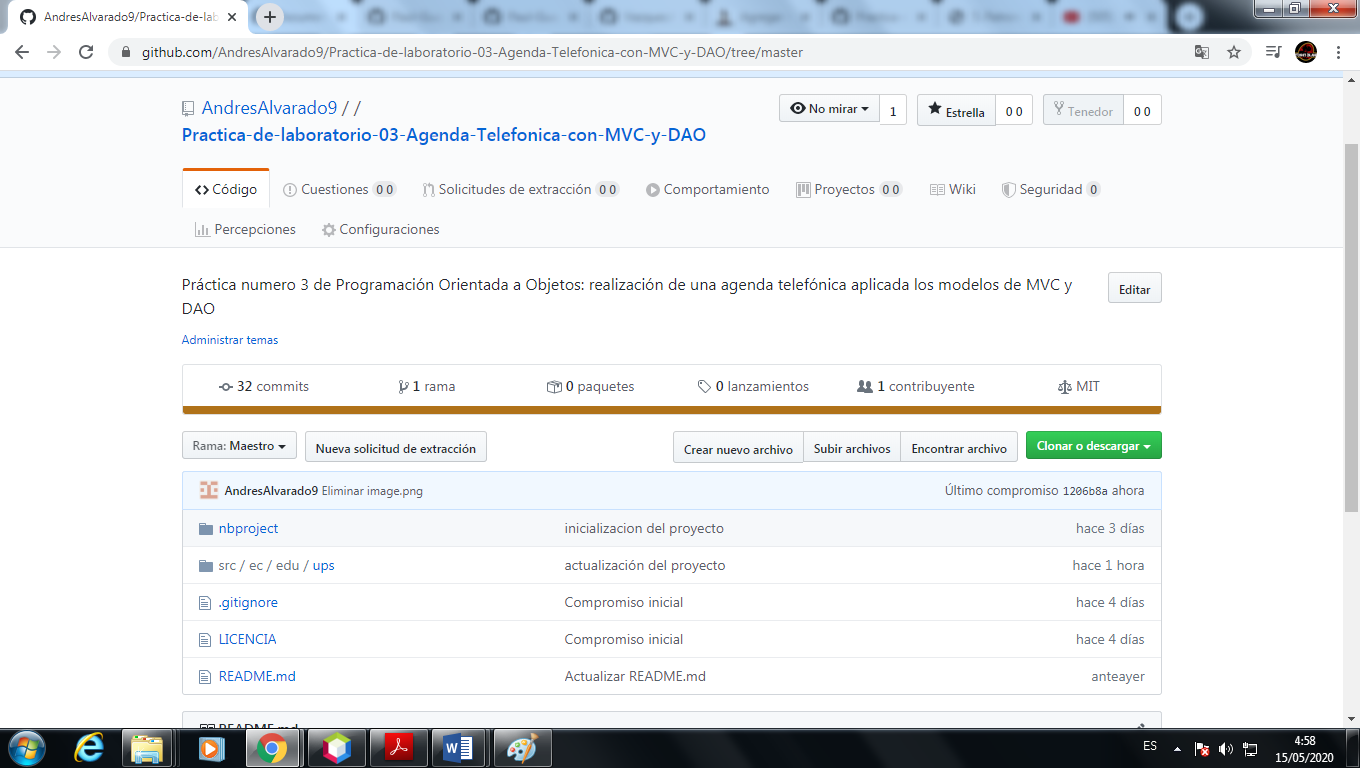 AndresAlvarado9/Practica-de-lab
github.com/AndresAlvarado9/Practica-de-laboratorio-03-Agenda-Telefonica-con-MVC-y-DAO/tree/master
AndresAlvarado9 / /
Practica-de-laboratorio-03-Agenda-Telefonica-con-MVC-y-DAO
No mirar 1 Estrella 0 0 Tenedor 0 0
Código Cuestiones 0 0 Solicitudes de extracción 0 0 Comportamiento Proyectos 0 0 Wiki Seguridad 0
Percepciones Configuraciones
Práctica numero 3 de Programación Orientada a Objetos: realización de una agenda telefónica aplicada los modelos de MVC y
DAO
Editar
Administrar temas
32 commits 1 rama 0 paquetes 0 lanzamientos 1 contribuyente MIT
Rama: Maestro Nueva solicitud de extracción Crear nuevo archivo Subir archivos Encontrar archivo Clonar o descargar
AndresAlvarado9 Eliminar image.png Último compromiso 1206b8a ahora
nbproject inicializacion del proyecto hace 3 días
src / ec / edu / ups actualización del proyecto hace 1 hora
.gitignore Compromiso inicial hace 4 días
LICENCIA Compromiso inicial hace 4 días
README.md Actualizar README.md anteayer
README.md
ES 4:58
15/05/2020